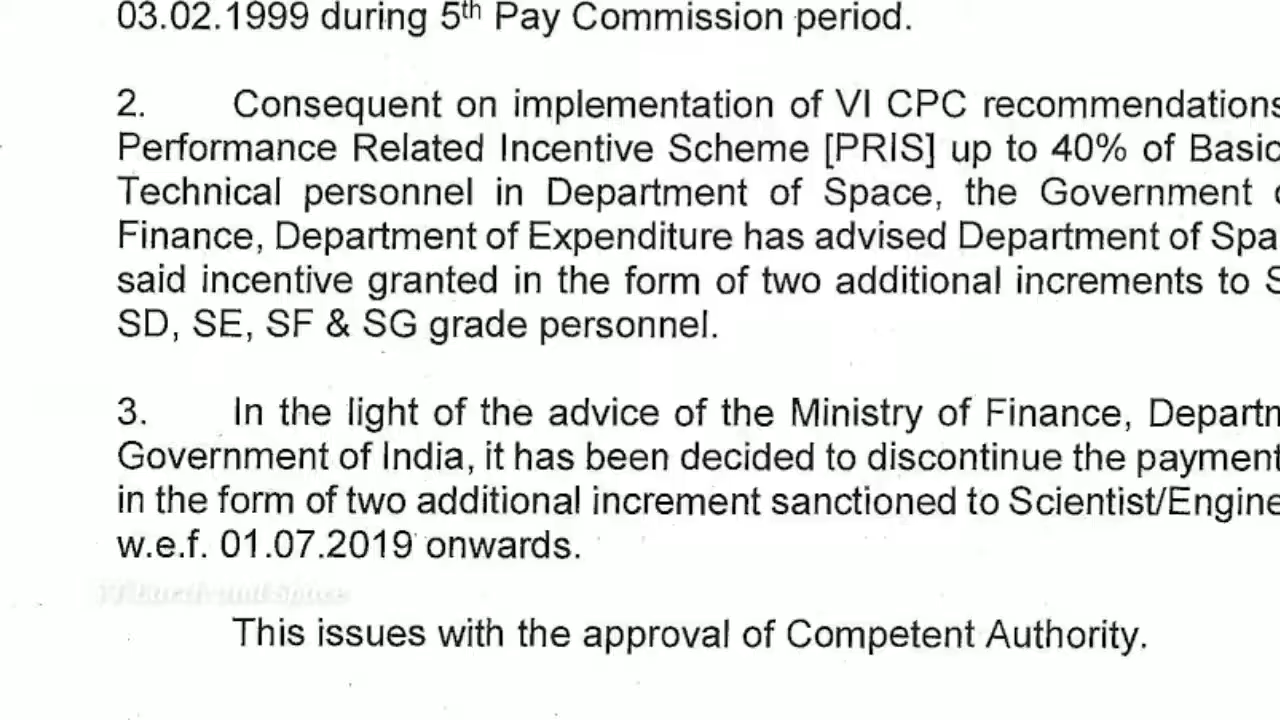 03.02.1999 during 5th Pay Commission period.
2. Consequent on implementation of VI CPC recommendations
Performance Related Incentive Scheme [PRIS] up to 40% of Basic
Technical personnel in Department of Space, the Government
Finance, Department of Expenditure has advised Department of Spa
said incentive granted in the form of two additional increments to S
SD, SE, SF & SG grade personnel.
3. In the light of the advice of the Ministry of Finance, Departm
Government of India, it has been decided to discontinue the payment
in the form of two additional increment sanctioned to Scientist/Engine
w.e.f. 01.07.2019 onwards.
This issues with the approval of Competent Authority.